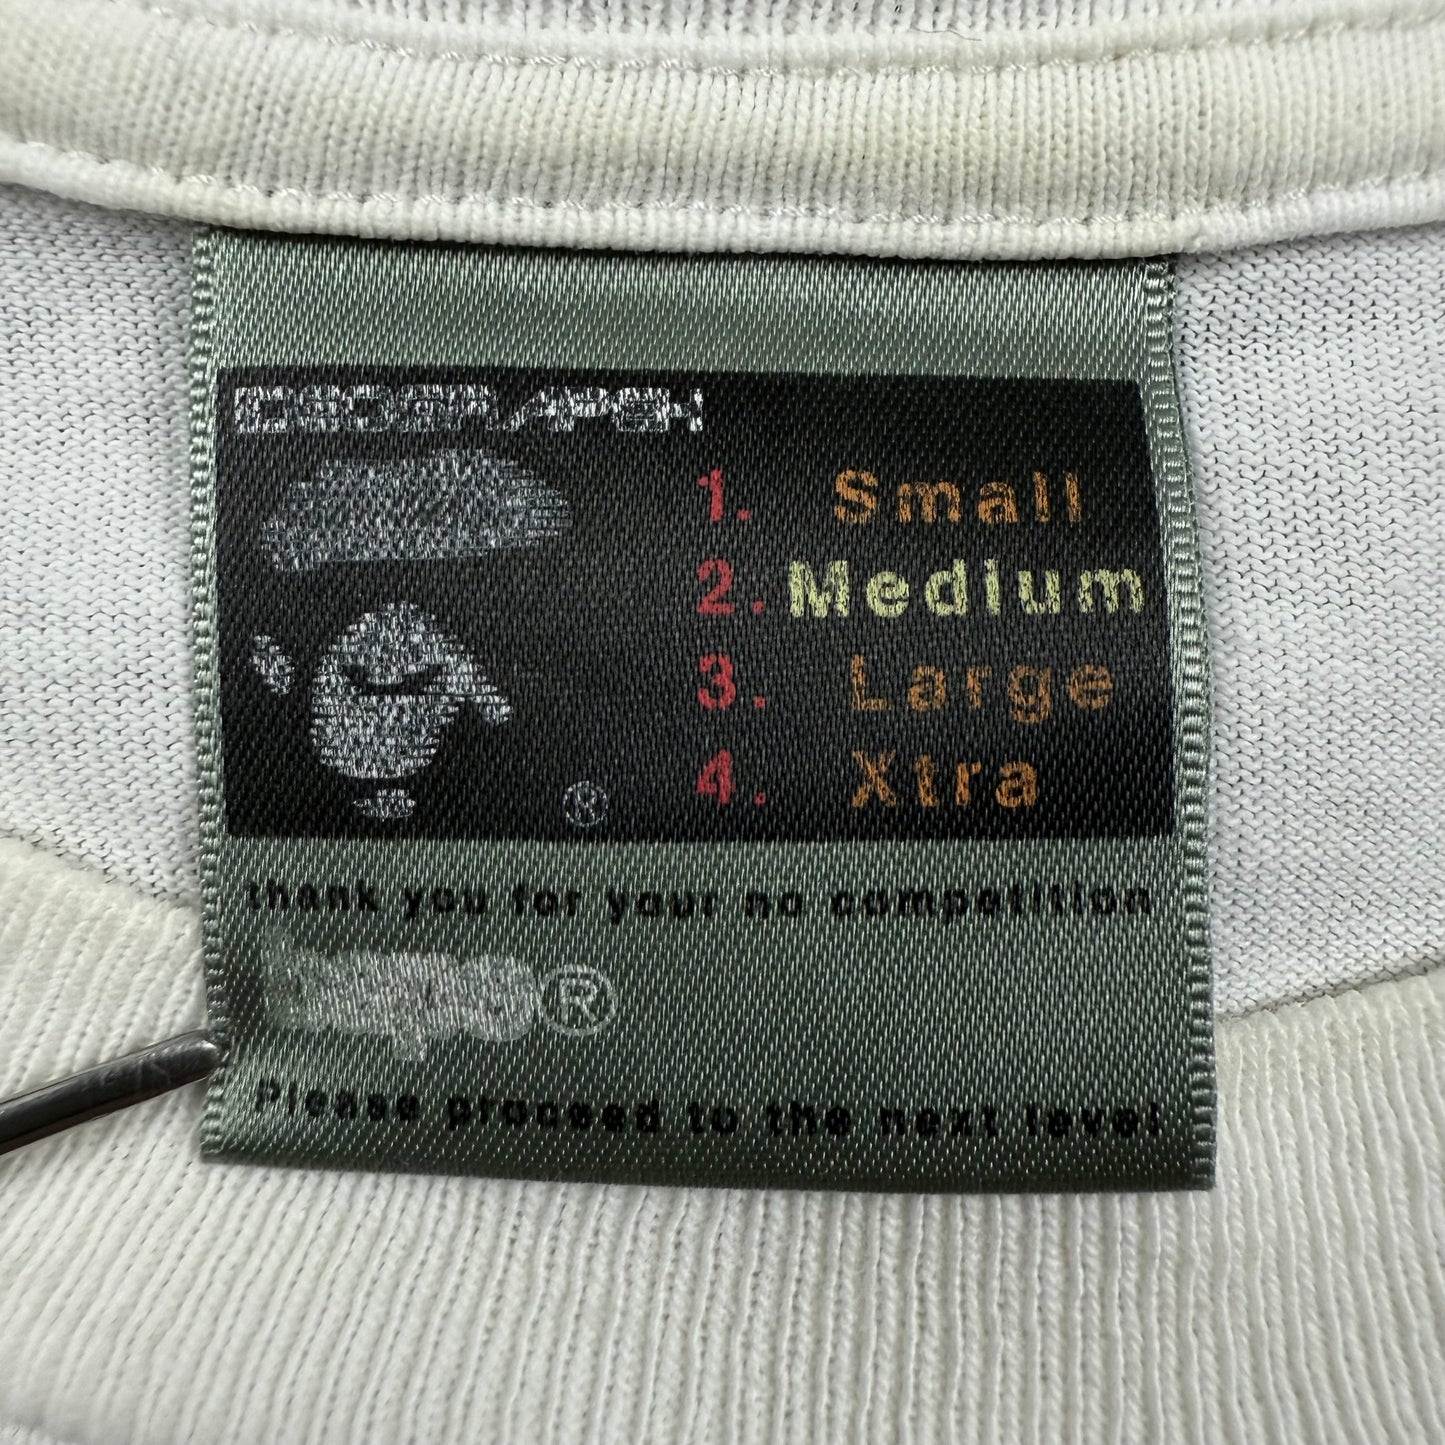 1. Small
2. Medium
3. Large
4. Xtra
®
thank you for your no competition
®
Please proceed to the next level